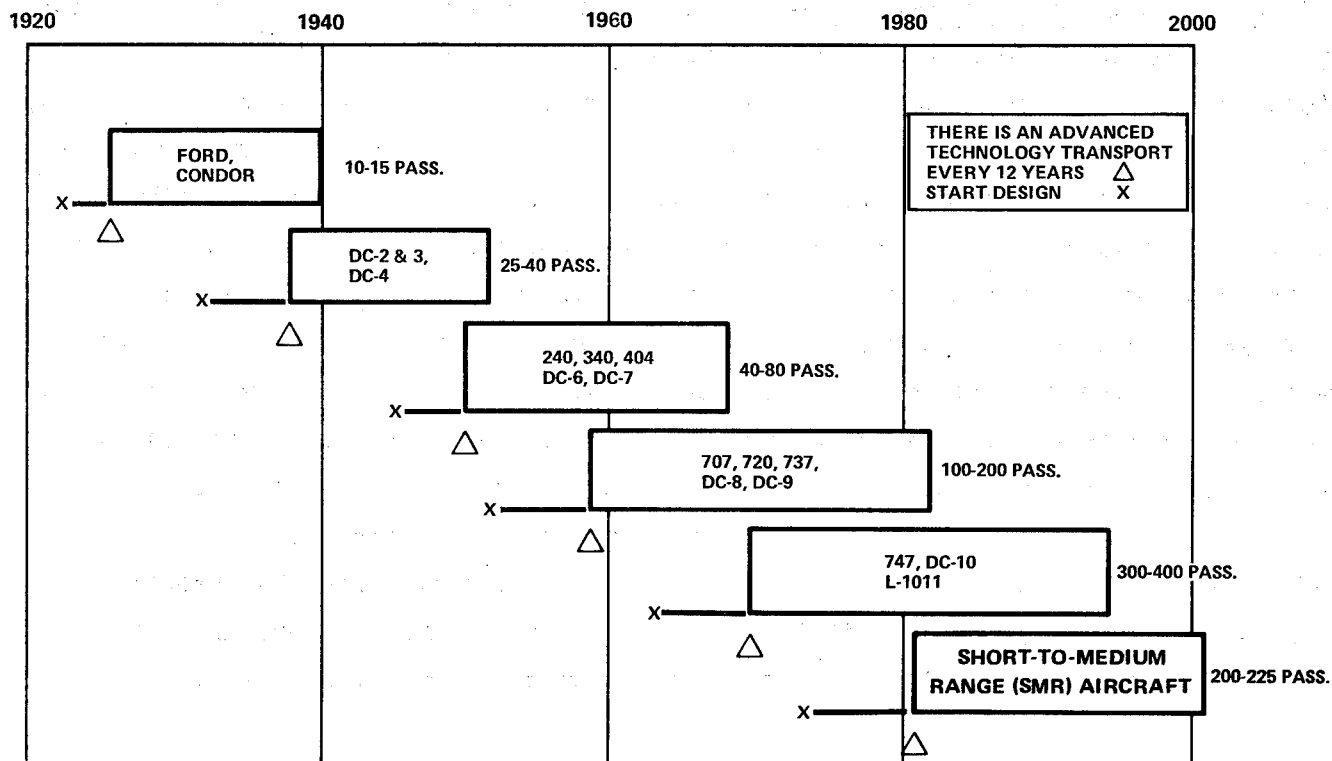 1920 1940 1960 1980 2000
THERE IS AN ADVANCED
TECHNOLOGY TRANSPORT
EVERY 12 YEARS △
START DESIGN X
FORD,
CONDOR
10-15 PASS.
X
DC-2 & 3,
DC-4
25-40 PASS.
X
240, 340, 404
DC-6, DC-7
40-80 PASS.
X
707, 720, 737,
DC-8, DC-9
100-200 PASS.
X
747, DC-10
L-1011
300-400 PASS.
X
SHORT-TO-MEDIUM
RANGE (SMR) AIRCRAFT
200-225 PASS.
X